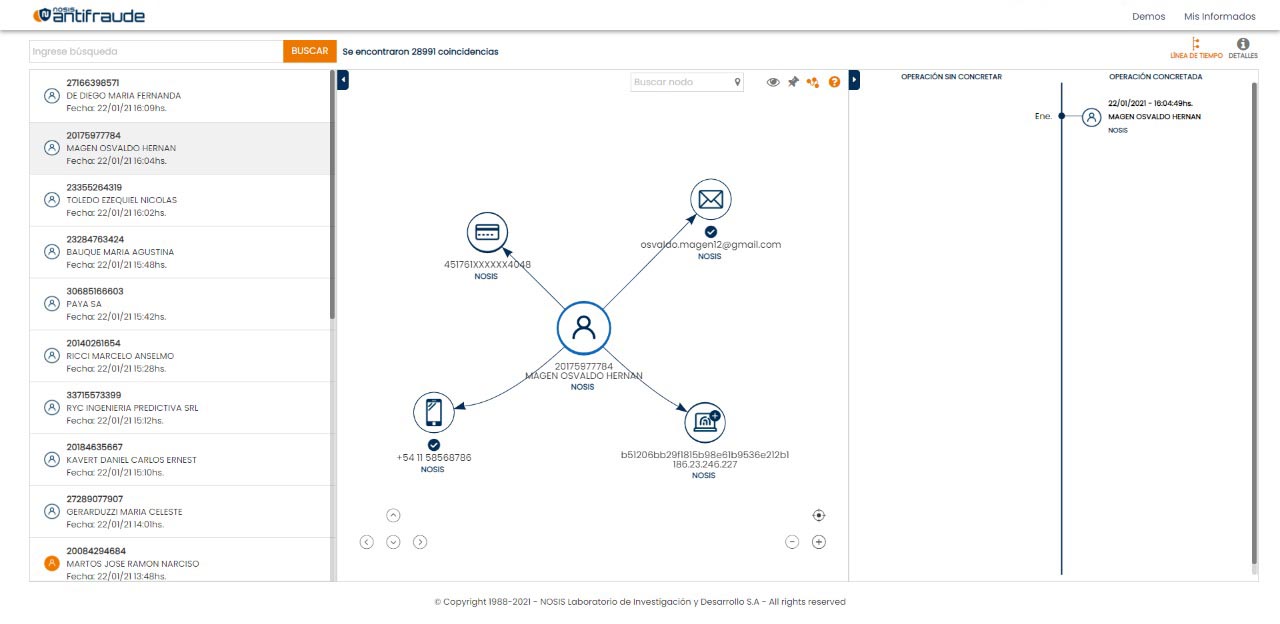 NOSIS
antifraude
Demos
Mis Informados
Ingrese búsqueda
BUSCAR
Se encontraron 28991 coincidencias
LÍNEA DE TIEMPO
DETALLES
27166398571
DE DIEGO MARIA FERNANDA
Fecha: 22/01/21 16:09hs.
20175977784
MAGEN OSVALDO HERNAN
Fecha: 22/01/21 16:04hs.
23355264319
TOLEDO EZEQUIEL NICOLAS
Fecha: 22/01/21 16:02hs.
23284763424
BAUQUE MARIA AGUSTINA
Fecha: 22/01/21 15:48hs.
30685166603
PAYA SA
Fecha: 22/01/21 15:42hs.
20140261654
RICCI MARCELO ANSELMO
Fecha: 22/01/21 15:28hs.
33715573399
RYC INGENIERIA PREDICTIVA SRL
Fecha: 22/01/21 15:12hs.
20184635667
KAVERT DANIEL CARLOS ERNEST
Fecha: 22/01/21 15:10hs.
27289077907
GERARDUZZI MARIA CELESTE
Fecha: 22/01/21 14:01hs.
20084294684
MARTOS JOSE RAMON NARCISO
Fecha: 22/01/21 13:48hs.
Buscar nodo
osvaldo.magen12@gmail.com
NOSIS
451761XXXXXX4048
NOSIS
20175977784
MAGEN OSVALDO HERNAN
NOSIS
+54 11 58568786
NOSIS
b51206bb29f1815b98e61b9536e212b1
186.23.246.227
NOSIS
OPERACIÓN SIN CONCRETAR
OPERACIÓN CONCRETADA
Ene.
22/01/2021 - 16:04:49hs.
MAGEN OSVALDO HERNAN
NOSIS
© Copyright 1988-2021 - NOSIS Laboratorio de Investigación y Desarrollo S.A - All rights reserved